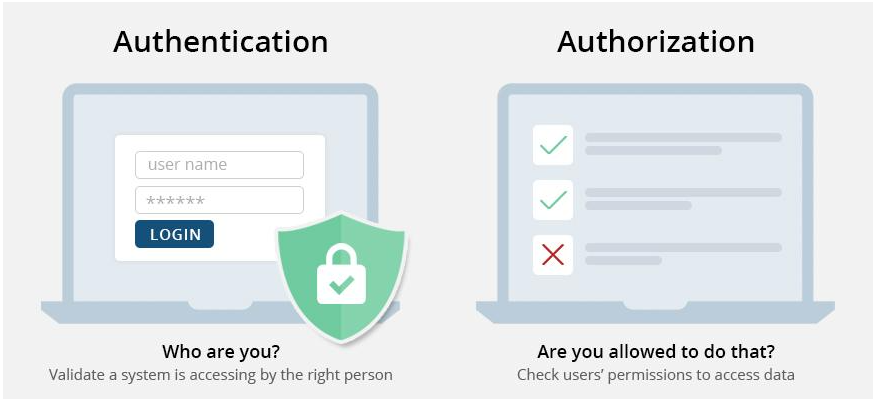 Authentication
user name
******
LOGIN
Who are you?
Validate a system is accessing by the right person
Authorization
Are you allowed to do that?
Check users’ permissions to access data